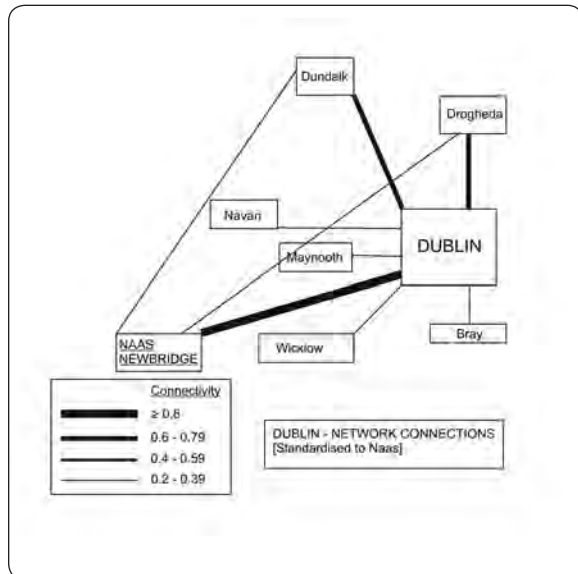 Dundalk
Drogheda
Navan
DUBLIN
Maynooth
NAAS
NEWBRIDGE
Wicklow
Bray
Connectivity
≥ 0.8
0.6 - 0.79
0.4 - 0.59
0.2 - 0.39
DUBLIN - NETWORK CONNECTIONS
[Standardised to Naas]